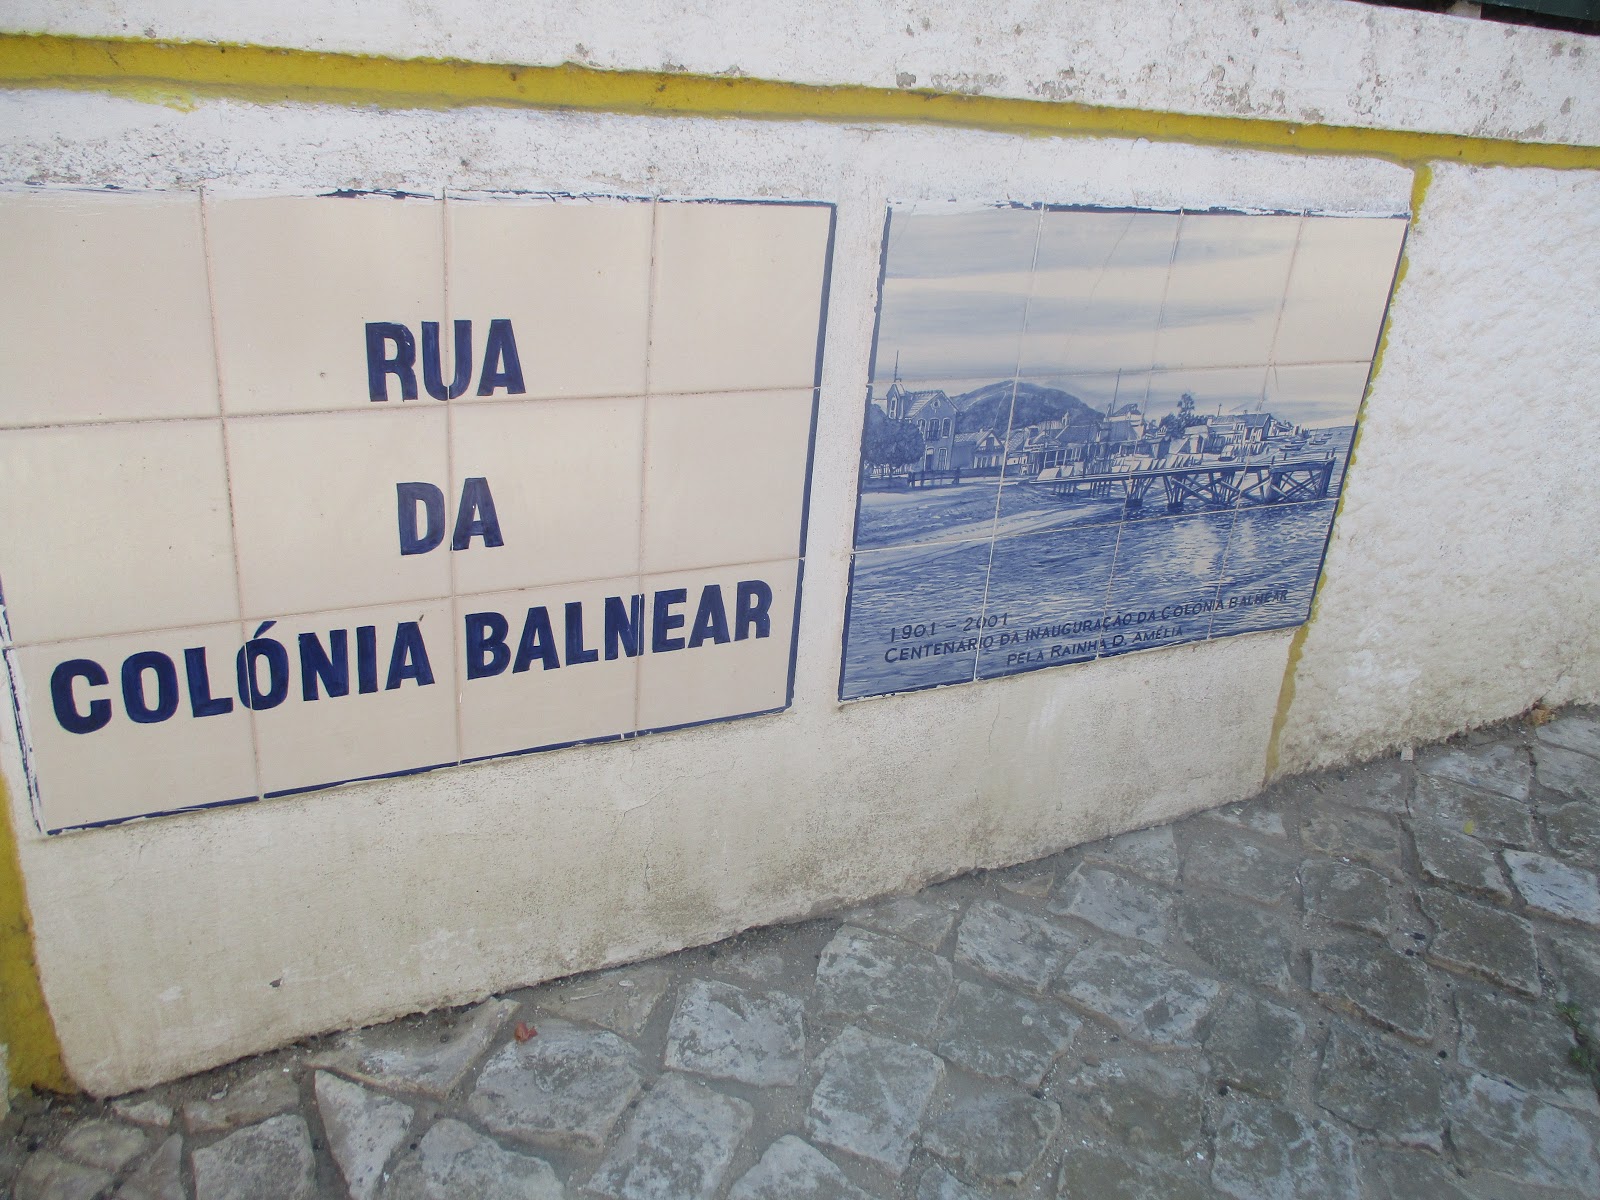 RUA
DA
COLÓNIA BALNEAR
1901 - 2001
CENTENÁRIO DA INAUGURAÇÃO DA COLÓNIA BALNEAR
PELA RAINHA D. AMÉLIA